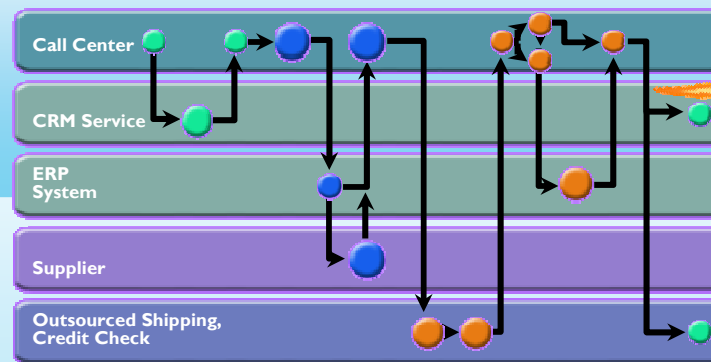 Call Center
CRM Service
ERP
System
Supplier
Outsourced Shipping,
Credit Check